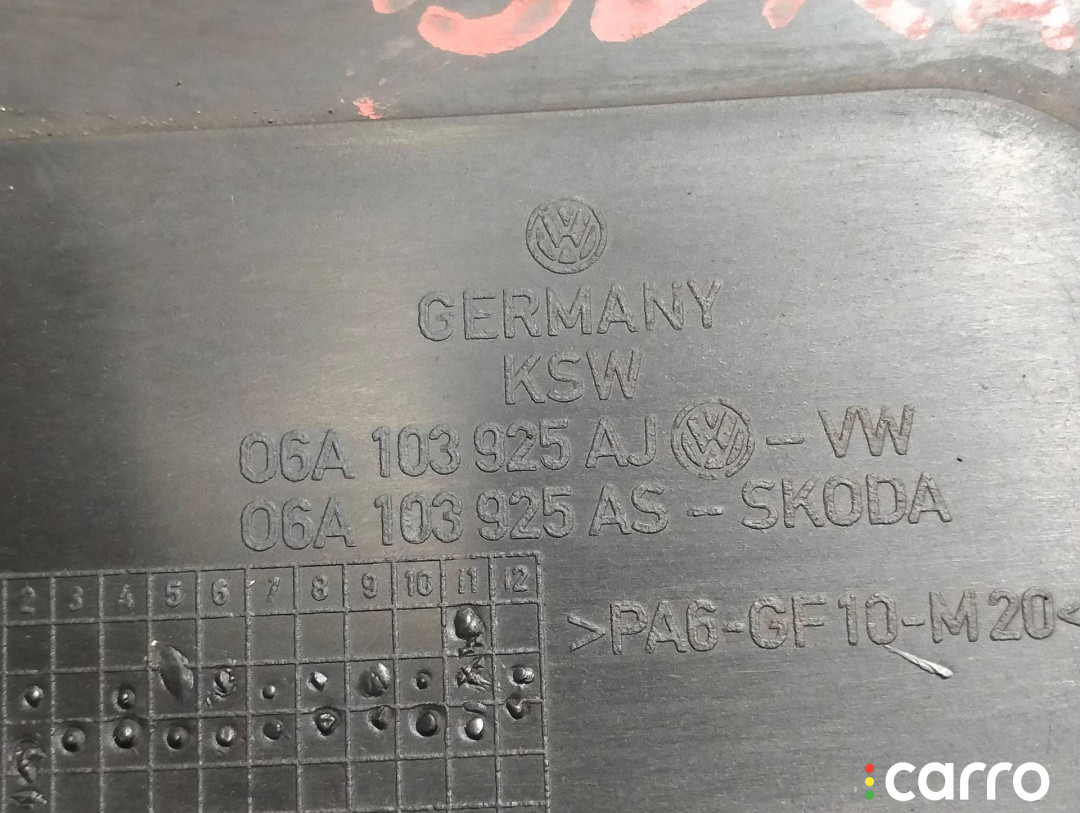 GERMANY
KSW
06A 103 925 AJ VW - VW
06A 103 925 AS - SKODA
2 3 4 5 6 7 8 9 10 11 12
>PA6-GF10-M20<
carro